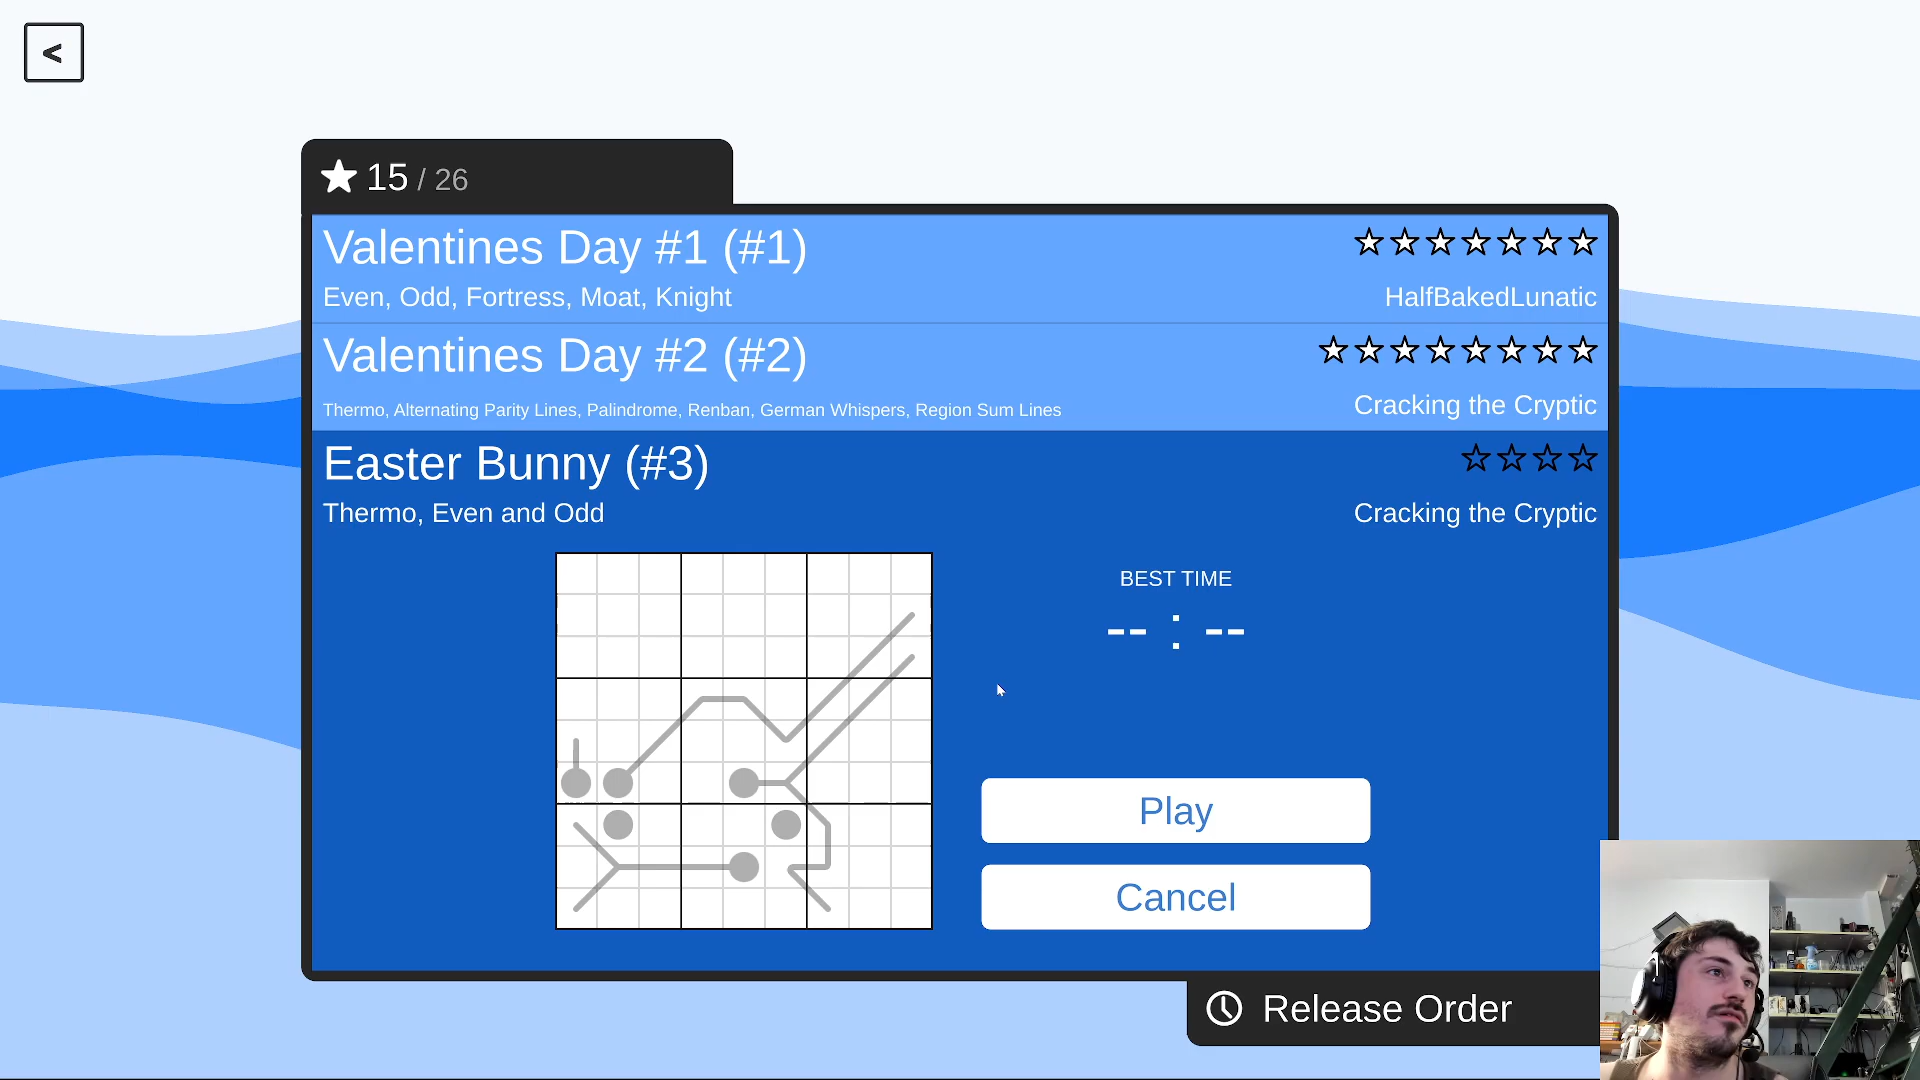 <
15 / 26
Valentines Day #1 (#1)
Even, Odd, Fortress, Moat, Knight
HalfBakedLunatic
Valentines Day #2 (#2)
Thermo, Alternating Parity Lines, Palindrome, Renban, German Whispers, Region Sum Lines
Cracking the Cryptic
Easter Bunny (#3)
Thermo, Even and Odd
Cracking the Cryptic
BEST TIME
-- : --
Play
Cancel
Release Order